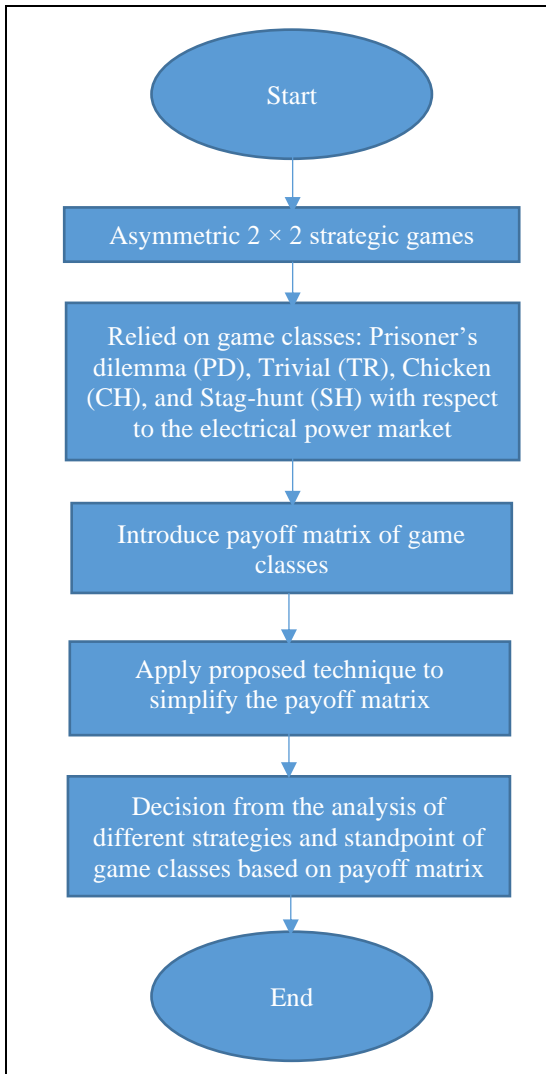 Start
Asymmetric 2 × 2 strategic games
Relied on game classes: Prisoner’s
dilemma (PD), Trivial (TR), Chicken
(CH), and Stag-hunt (SH) with respect
to the electrical power market
Introduce payoff matrix of game
classes
Apply proposed technique to
simplify the payoff matrix
Decision from the analysis of
different strategies and standpoint of
game classes based on payoff matrix
End